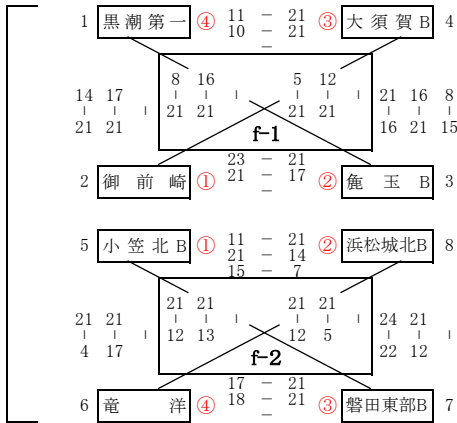 1 黒潮第一 ④ 11 － 21 ③ 大須賀B 4
10 － 21
－
8 16 5 12
14 17 － － － － － － 21 16 8
－ － － 21 21 21 21 － － －
21 21 16 21 15
f-1
23 － 21
2 御前崎 ① 21 － 17 ② 麁玉B 3
－
5 小笠北B ① 11 － 21 ② 浜松城北B 8
21 － 14
15 － 7
21 21 21 21
21 21 － － － － － － 24 21
－ － － 12 13 12 5 － － －
4 17 22 12
f-2
17 － 21
6 竜洋 ④ 18 － 21 ③ 磐田東部B 7
－